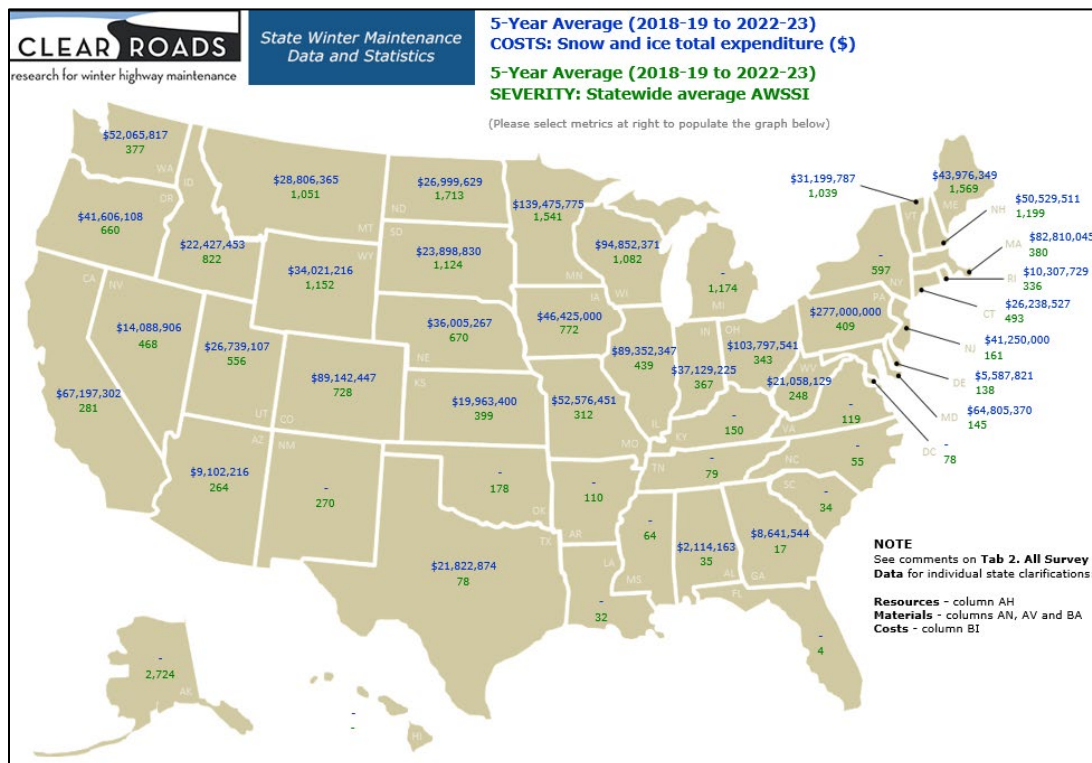 CLEAR ROADS
research for winter highway maintenance
State Winter Maintenance
Data and Statistics
5-Year Average (2018-19 to 2022-23)
COSTS: Snow and ice total expenditure ($)
5-Year Average (2018-19 to 2022-23)
SEVERITY: Statewide average AWSSI
(Please select metrics at right to populate the graph below)
$52,065,817
377
WA
$41,606,108
660
OR
ID
$22,427,453
822
$28,806,365
1,051
MT
$26,999,629
1,713
ND
$139,475,775
1,541
MN
$94,852,371
1,082
WI
-
1,174
MI
$31,199,787
1,039
VT
$43,976,349
1,569
ME
$50,529,511
NH
1,199
$82,810,045
MA
380
$10,307,729
RI
336
$26,238,527
CT
493
-
597
NY
$34,021,216
1,152
WY
SD
$23,898,830
1,124
CA
$67,197,302
281
NV
$14,088,906
468
$26,739,107
556
UT
$89,142,447
728
CO
$36,005,267
670
NE
IA
$46,425,000
772
$89,352,347
439
IL
IN
$37,129,225
367
OH
$103,797,541
343
PA
$277,000,000
409
$41,250,000
NJ
161
$5,587,821
DE
138
$64,805,370
MD
145
-
DC
78
WV
$21,058,129
248
-
119
VA
KS
$19,963,400
399
$52,576,451
312
MO
-
150
KY
AZ
$9,102,216
264
NM
-
270
-
178
OK
-
110
AR
TN
-
79
NC
-
55
SC
-
34
TX
$21,822,874
78
LA
-
32
-
64
MS
$2,114,163
35
AL
$8,641,544
17
GA
FL
-
4
-
2,724
AK
-
-
HI
NOTE
See comments on Tab 2. All Survey
Data for individual state clarifications
Resources - column AH
Materials - columns AN, AV and BA
Costs - column BI